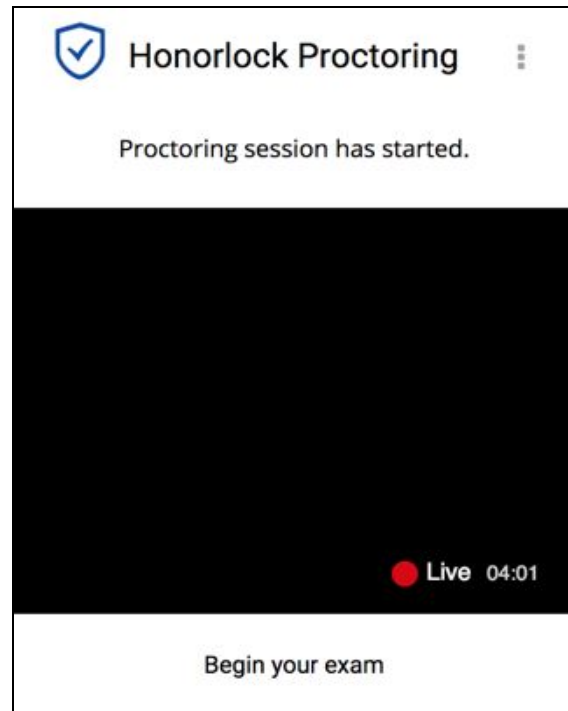 Honorlock Proctoring
Proctoring session has started.
Live 04:01
Begin your exam